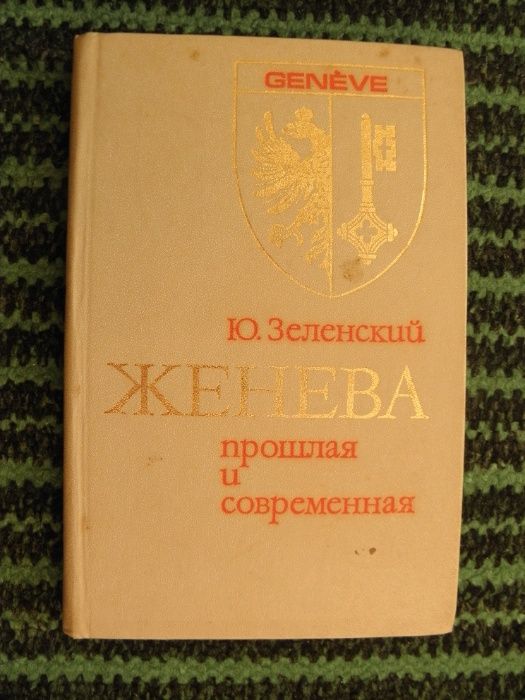 GENÈVE
Ю. Зеленский
ЖЕНЕВА
прошлая
и
современная